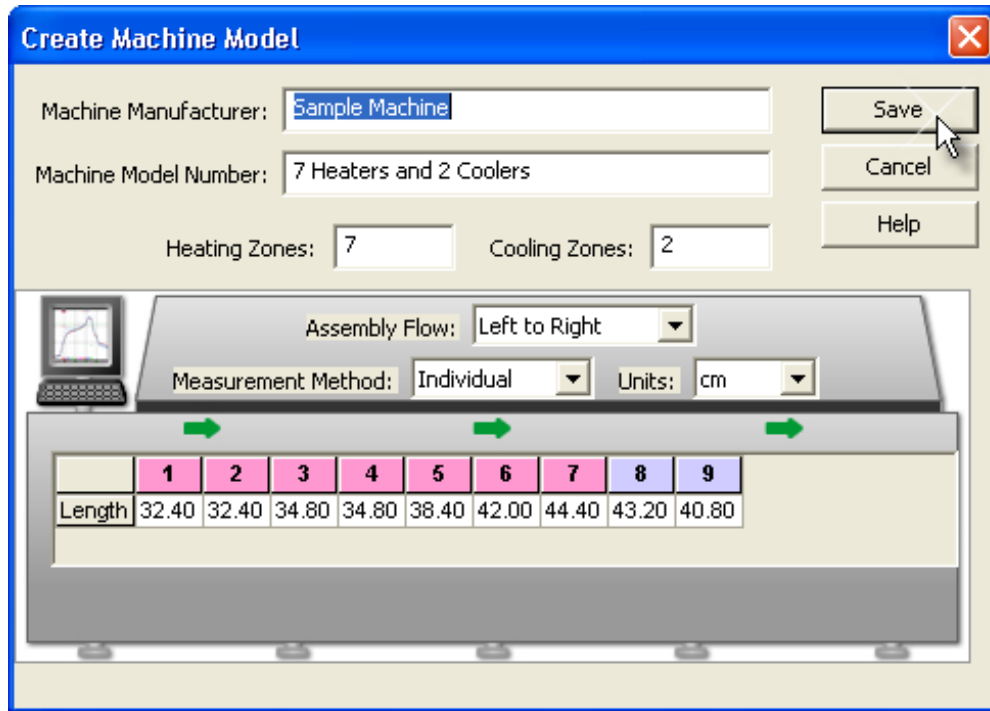 Create Machine Model
Machine Manufacturer: Sample Machine
Save
Machine Model Number: 7 Heaters and 2 Coolers
Cancel
Heating Zones: 7 Cooling Zones: 2
Help
Assembly Flow: Left to Right
Measurement Method: Individual Units: cm
1 2 3 4 5 6 7 8 9
Length 32.40 32.40 34.80 34.80 38.40 42.00 44.40 43.20 40.80